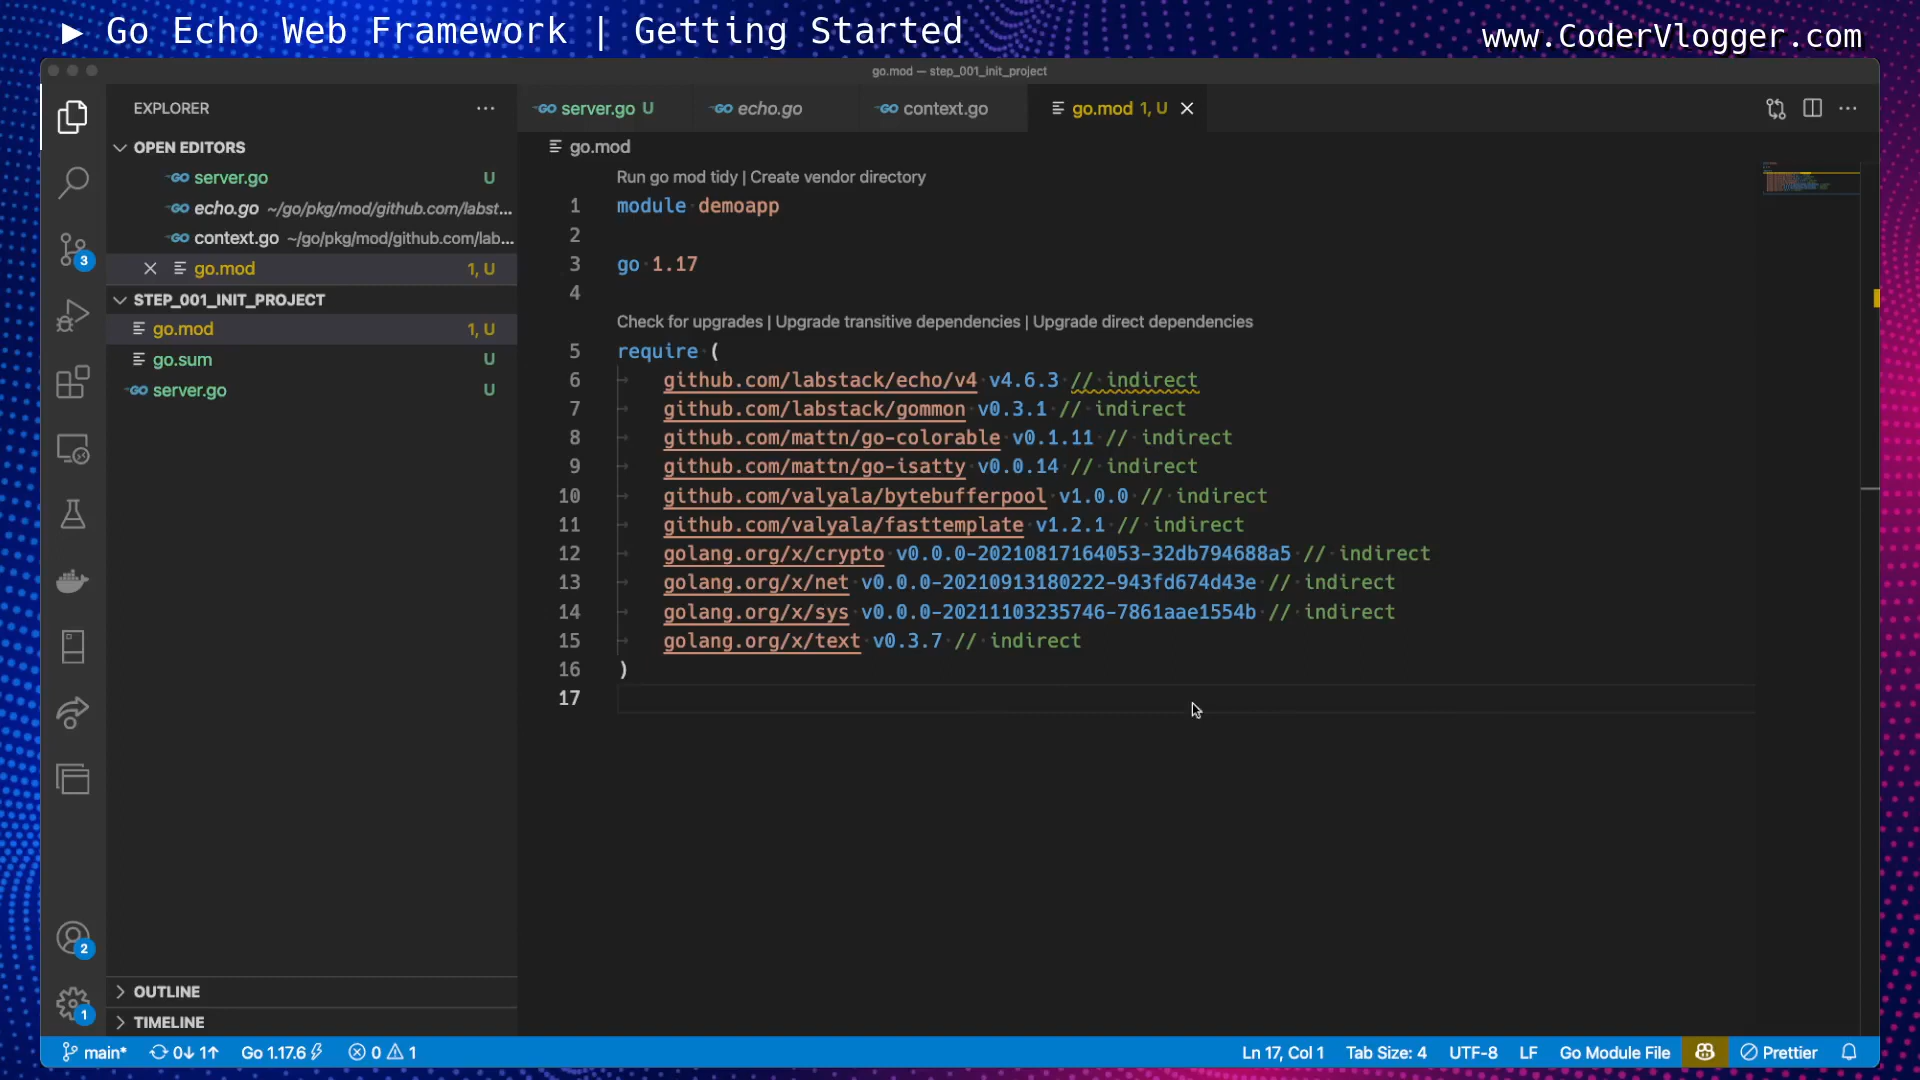 ▶ Go Echo Web Framework | Getting Started
www.CoderVlogger.com
go.mod — step_001_init_project
EXPLORER
OPEN EDITORS
server.go U
echo.go ~/go/pkg/mod/github.com/labst...
context.go ~/go/pkg/mod/github.com/lab...
go.mod 1, U
STEP_001_INIT_PROJECT
go.mod 1, U
go.sum U
server.go U
OUTLINE
TIMELINE
server.go U
echo.go
context.go
go.mod 1, U
go.mod
Run go mod tidy | Create vendor directory
1 module demoapp
2
3 go 1.17
4
Check for upgrades | Upgrade transitive dependencies | Upgrade direct dependencies
5 require (
6 github.com/labstack/echo/v4 v4.6.3 // indirect
7 github.com/labstack/gommon v0.3.1 // indirect
8 github.com/mattn/go-colorable v0.1.11 // indirect
9 github.com/mattn/go-isatty v0.0.14 // indirect
10 github.com/valyala/bytebufferpool v1.0.0 // indirect
11 github.com/valyala/fasttemplate v1.2.1 // indirect
12 golang.org/x/crypto v0.0.0-20210817164053-32db794688a5 // indirect
13 golang.org/x/net v0.0.0-20210913180222-943fd674d43e // indirect
14 golang.org/x/sys v0.0.0-20211103235746-7861aae1554b // indirect
15 golang.org/x/text v0.3.7 // indirect
16 )
17
3
2
1
main* 0↓ 1↑ Go 1.17.6 0 1
Ln 17, Col 1 Tab Size: 4 UTF-8 LF Go Module File Prettier